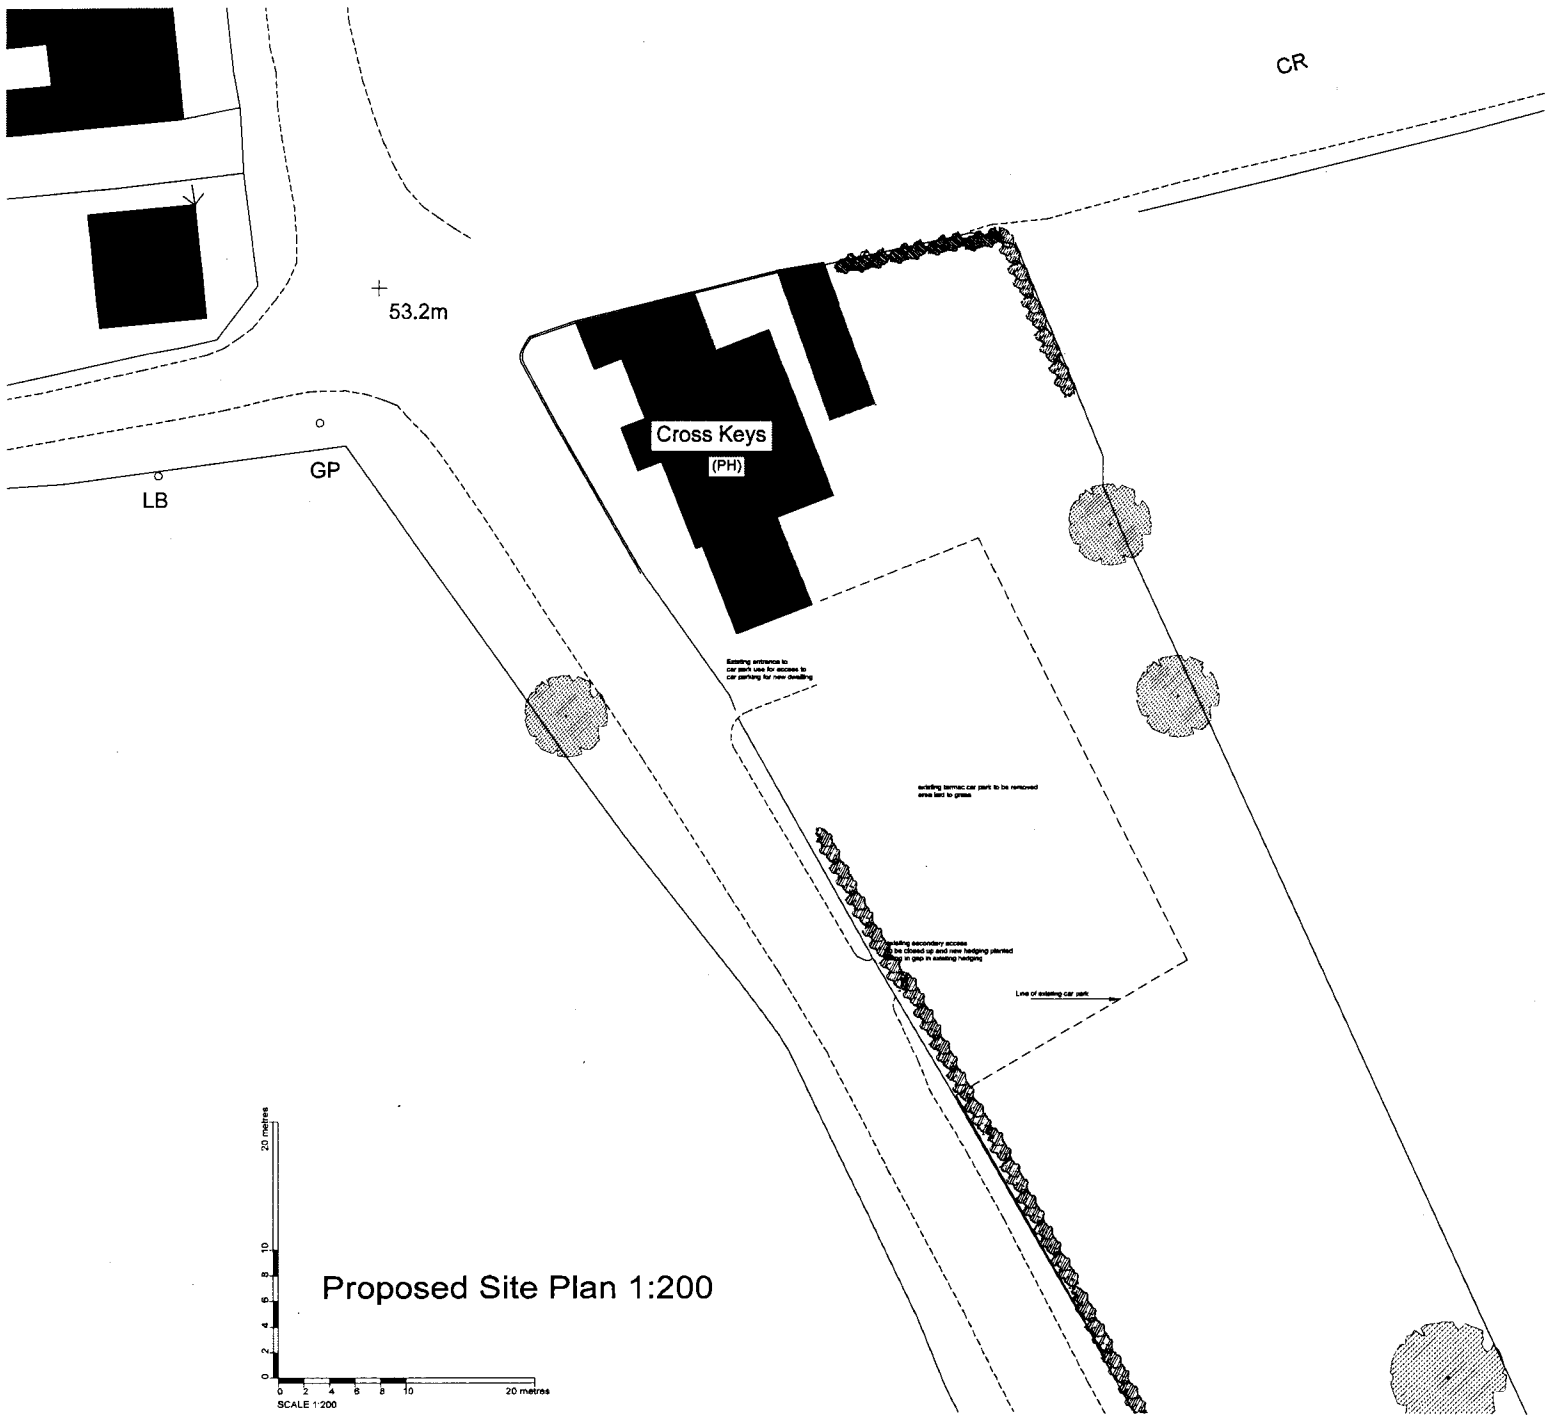 CR
53.2m
Cross Keys
(PH)
GP
LB
Existing entrance to
car park use for access to
car parking for new dwelling
existing tarmac car park to be removed
area laid to grass
existing secondary access
be closed up and new hedging planted
in gap in existing hedging
Line of existing car park
20 metres
10
8
6
4
2
0
Proposed Site Plan 1:200
0 2 4 6 8 10 20 metres
SCALE 1:200